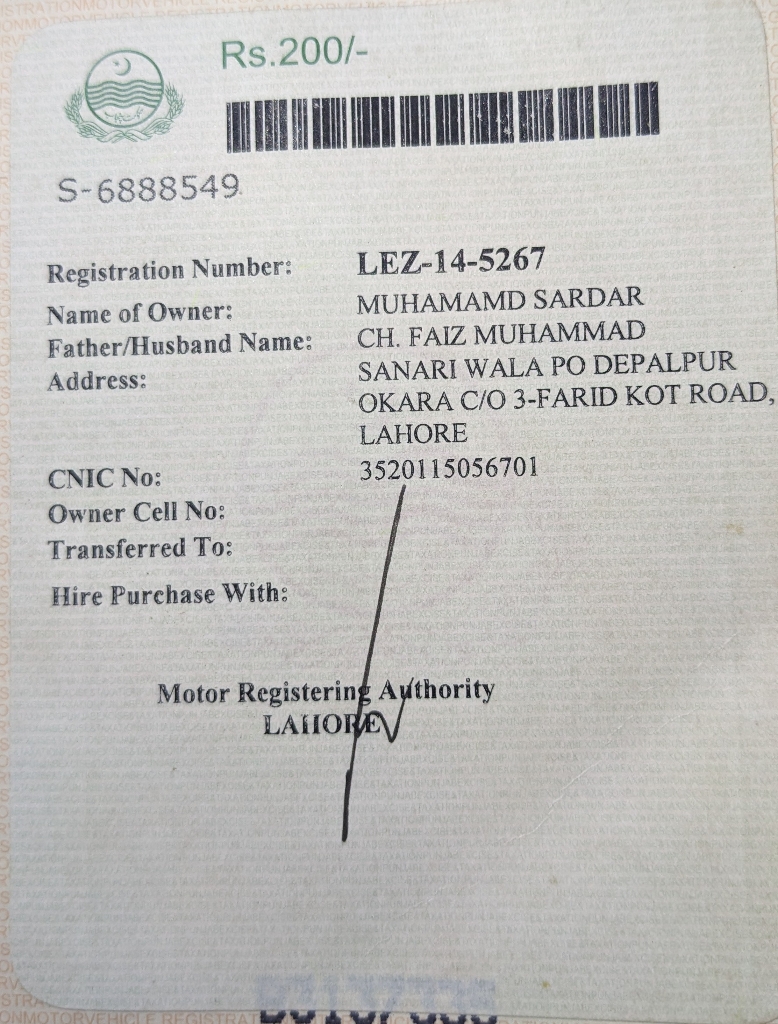 Rs.200/-
S-6888549
Registration Number: LEZ-14-5267
Name of Owner: MUHAMAMD SARDAR
Father/Husband Name: CH. FAIZ MUHAMMAD
Address: SANARI WALA PO DEPALPUR
OKARA C/O 3-FARID KOT ROAD,
LAHORE
CNIC No: 3520115056701
Owner Cell No:
Transferred To:
Hire Purchase With:
Motor Registering Authority
LAHORE